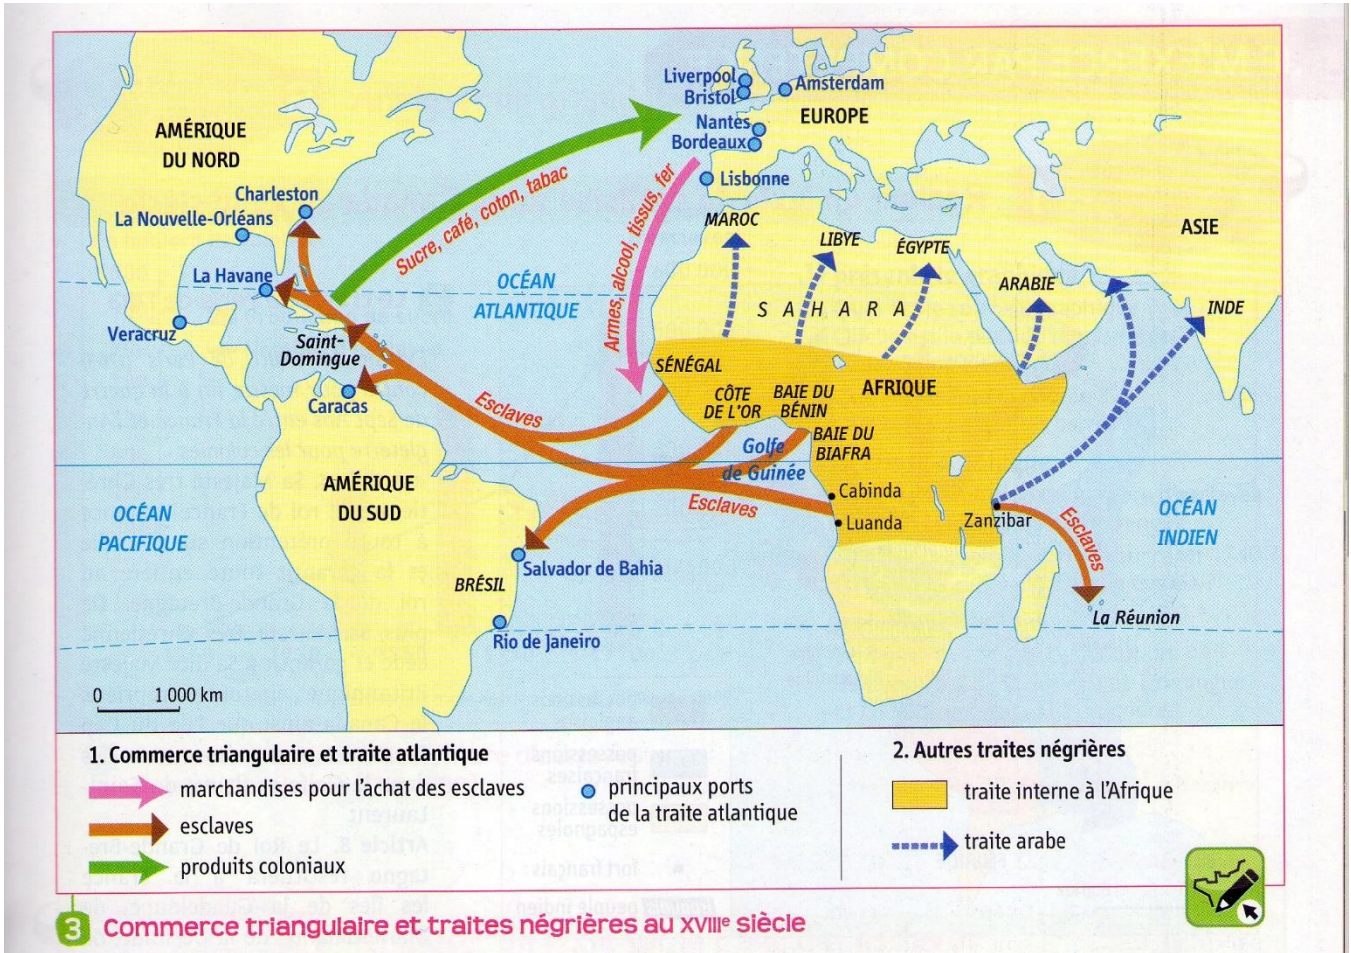 Liverpool
Bristol
Amsterdam
EUROPE
Nantes
Bordeaux
Lisbonne
AMÉRIQUE
DU NORD
Charleston
La Nouvelle-Orléans
La Havane
Veracruz
Saint-
Domingue
Caracas
Sucre, café, coton, tabac
Armes, alcool, tissus, fer
OCÉAN
ATLANTIQUE
MAROC
LIBYE
ÉGYPTE
SAHARA
ARABIE
ASIE
INDE
SÉNÉGAL
CÔTE
DE L'OR
BAIE DU
BÉNIN
AFRIQUE
BAIE DU
BIAFRA
Golfe
de Guinée
Esclaves
Esclaves
Cabinda
Luanda
Zanzibar
Esclaves
OCÉAN
INDIEN
La Réunion
OCÉAN
PACIFIQUE
AMÉRIQUE
DU SUD
BRÉSIL
Salvador de Bahia
Rio de Janeiro
0 1 000 km
1. Commerce triangulaire et traite atlantique
marchandises pour l'achat des esclaves
esclaves
produits coloniaux
principaux ports
de la traite atlantique
2. Autres traites négrières
traite interne à l'Afrique
traite arabe
3 Commerce triangulaire et traites négrières au XVIIIe siècle